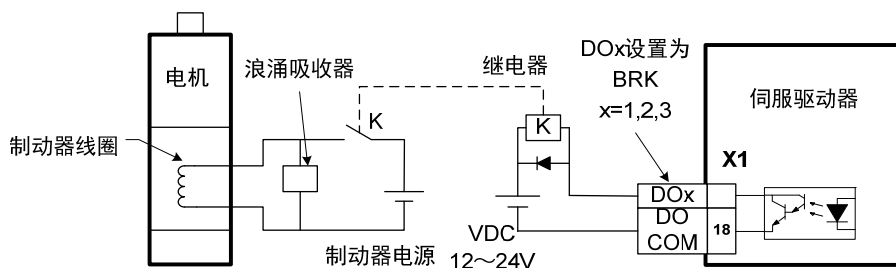 电机
制动器线圈
浪涌吸收器
K
制动器电源
继电器
K
VDC
12～24V
DOx设置为
BRK
x=1,2,3
伺服驱动器
X1
DOx
DO
COM
18